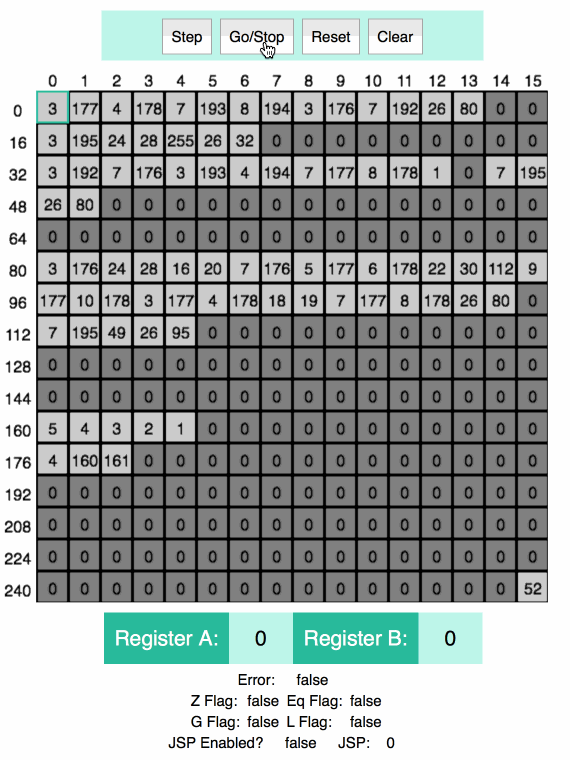 Step Go/Stop Reset Clear
0 1 2 3 4 5 6 7 8 9 10 11 12 13 14 15
0 3 177 4 178 7 193 8 194 3 176 7 192 26 80 0 0
16 3 195 24 28 255 26 32 0 0 0 0 0 0 0 0 0
32 3 192 7 176 3 193 4 194 7 177 8 178 1 0 7 195
48 26 80 0 0 0 0 0 0 0 0 0 0 0 0 0 0
64 0 0 0 0 0 0 0 0 0 0 0 0 0 0 0 0
80 3 176 24 28 16 20 7 176 5 177 6 178 22 30 112 9
96 177 10 178 3 177 4 178 18 19 7 177 8 178 26 80 0
112 7 195 49 26 95 0 0 0 0 0 0 0 0 0 0 0
128 0 0 0 0 0 0 0 0 0 0 0 0 0 0 0 0
144 0 0 0 0 0 0 0 0 0 0 0 0 0 0 0 0
160 5 4 3 2 1 0 0 0 0 0 0 0 0 0 0 0
176 4 160 161 0 0 0 0 0 0 0 0 0 0 0 0 0
192 0 0 0 0 0 0 0 0 0 0 0 0 0 0 0 0
208 0 0 0 0 0 0 0 0 0 0 0 0 0 0 0 0
224 0 0 0 0 0 0 0 0 0 0 0 0 0 0 0 0
240 0 0 0 0 0 0 0 0 0 0 0 0 0 0 0 52
Register A: 0 Register B: 0
Error: false
Z Flag: false Eq Flag: false
G Flag: false L Flag: false
JSP Enabled? false JSP: 0